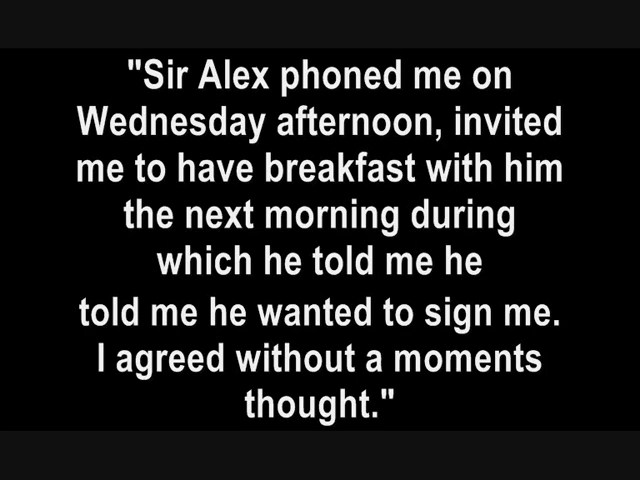 "Sir Alex phoned me on
Wednesday afternoon, invited
me to have breakfast with him
the next morning during
which he told me he
told me he wanted to sign me.
I agreed without a moments
thought."